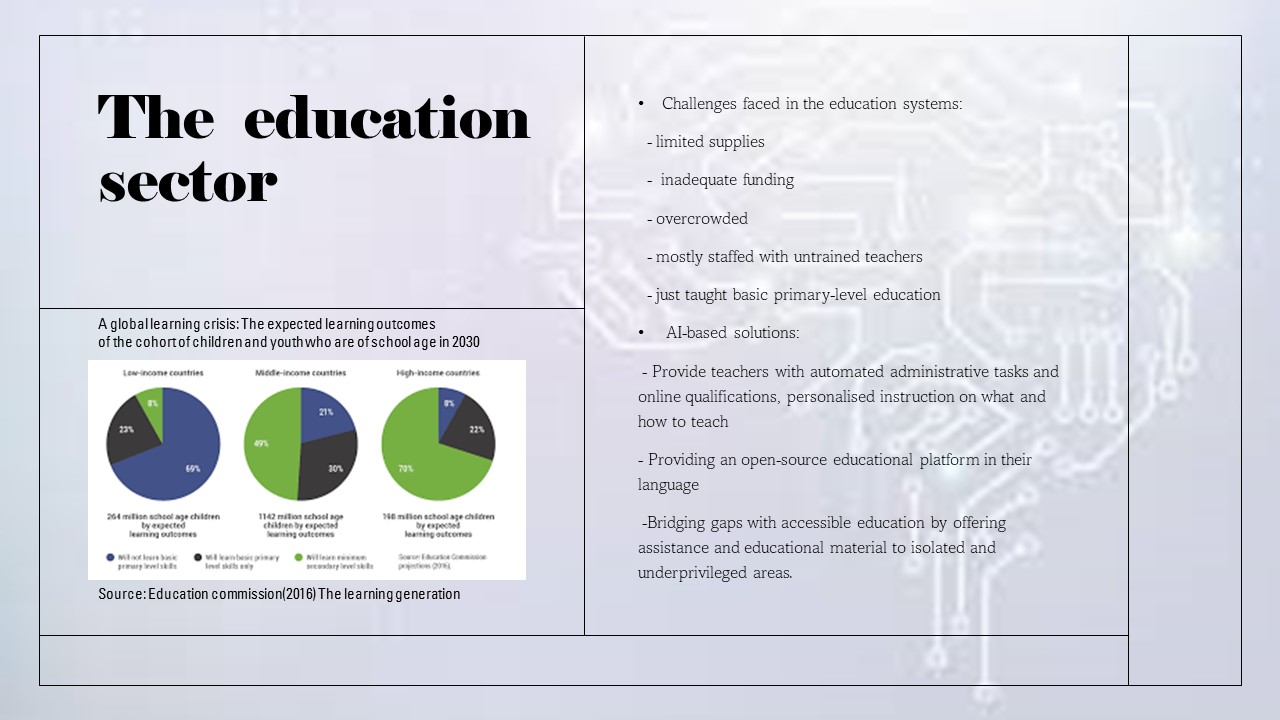 The education
sector
A global learning crisis: The expected learning outcomes
of the cohort of children and youth who are of school age in 2030
Low-income countries
Middle-income countries
High-income countries
8%
23%
69%
21%
49%
30%
8%
22%
70%
264 million school age children
by expected
learning outcomes
1142 million school age
children by expected
learning outcomes
198 million school age children
by expected
learning outcomes
Will not learn basic
primary level skills
Will learn basic primary
level skills only
Will learn minimum
secondary level skills
Source: Education Commission
projections (2016).
Source: Education commission(2016) The learning generation
• Challenges faced in the education systems:
- limited supplies
- inadequate funding
- overcrowded
- mostly staffed with untrained teachers
- just taught basic primary-level education
• AI-based solutions:
- Provide teachers with automated administrative tasks and
online qualifications, personalised instruction on what and
how to teach
- Providing an open-source educational platform in their
language
-Bridging gaps with accessible education by offering
assistance and educational material to isolated and
underprivileged areas.